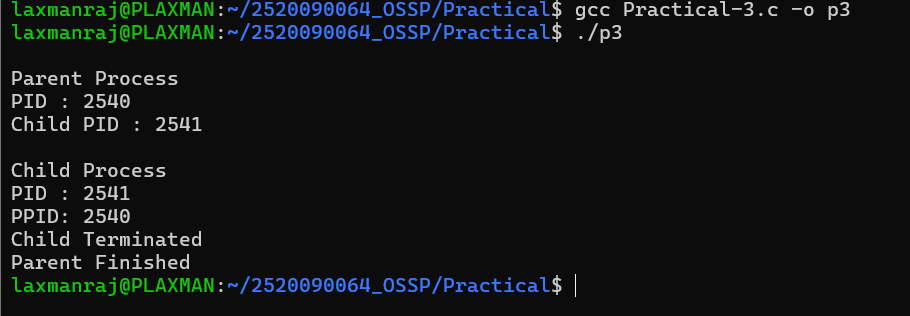 laxmanraj@PLAXMAN:~/2520090064_OSSP/Practical$ gcc Practical-3.c -o p3
laxmanraj@PLAXMAN:~/2520090064_OSSP/Practical$ ./p3
Parent Process
PID : 2540
Child PID : 2541
Child Process
PID : 2541
PPID: 2540
Child Terminated
Parent Finished
laxmanraj@PLAXMAN:~/2520090064_OSSP/Practical$